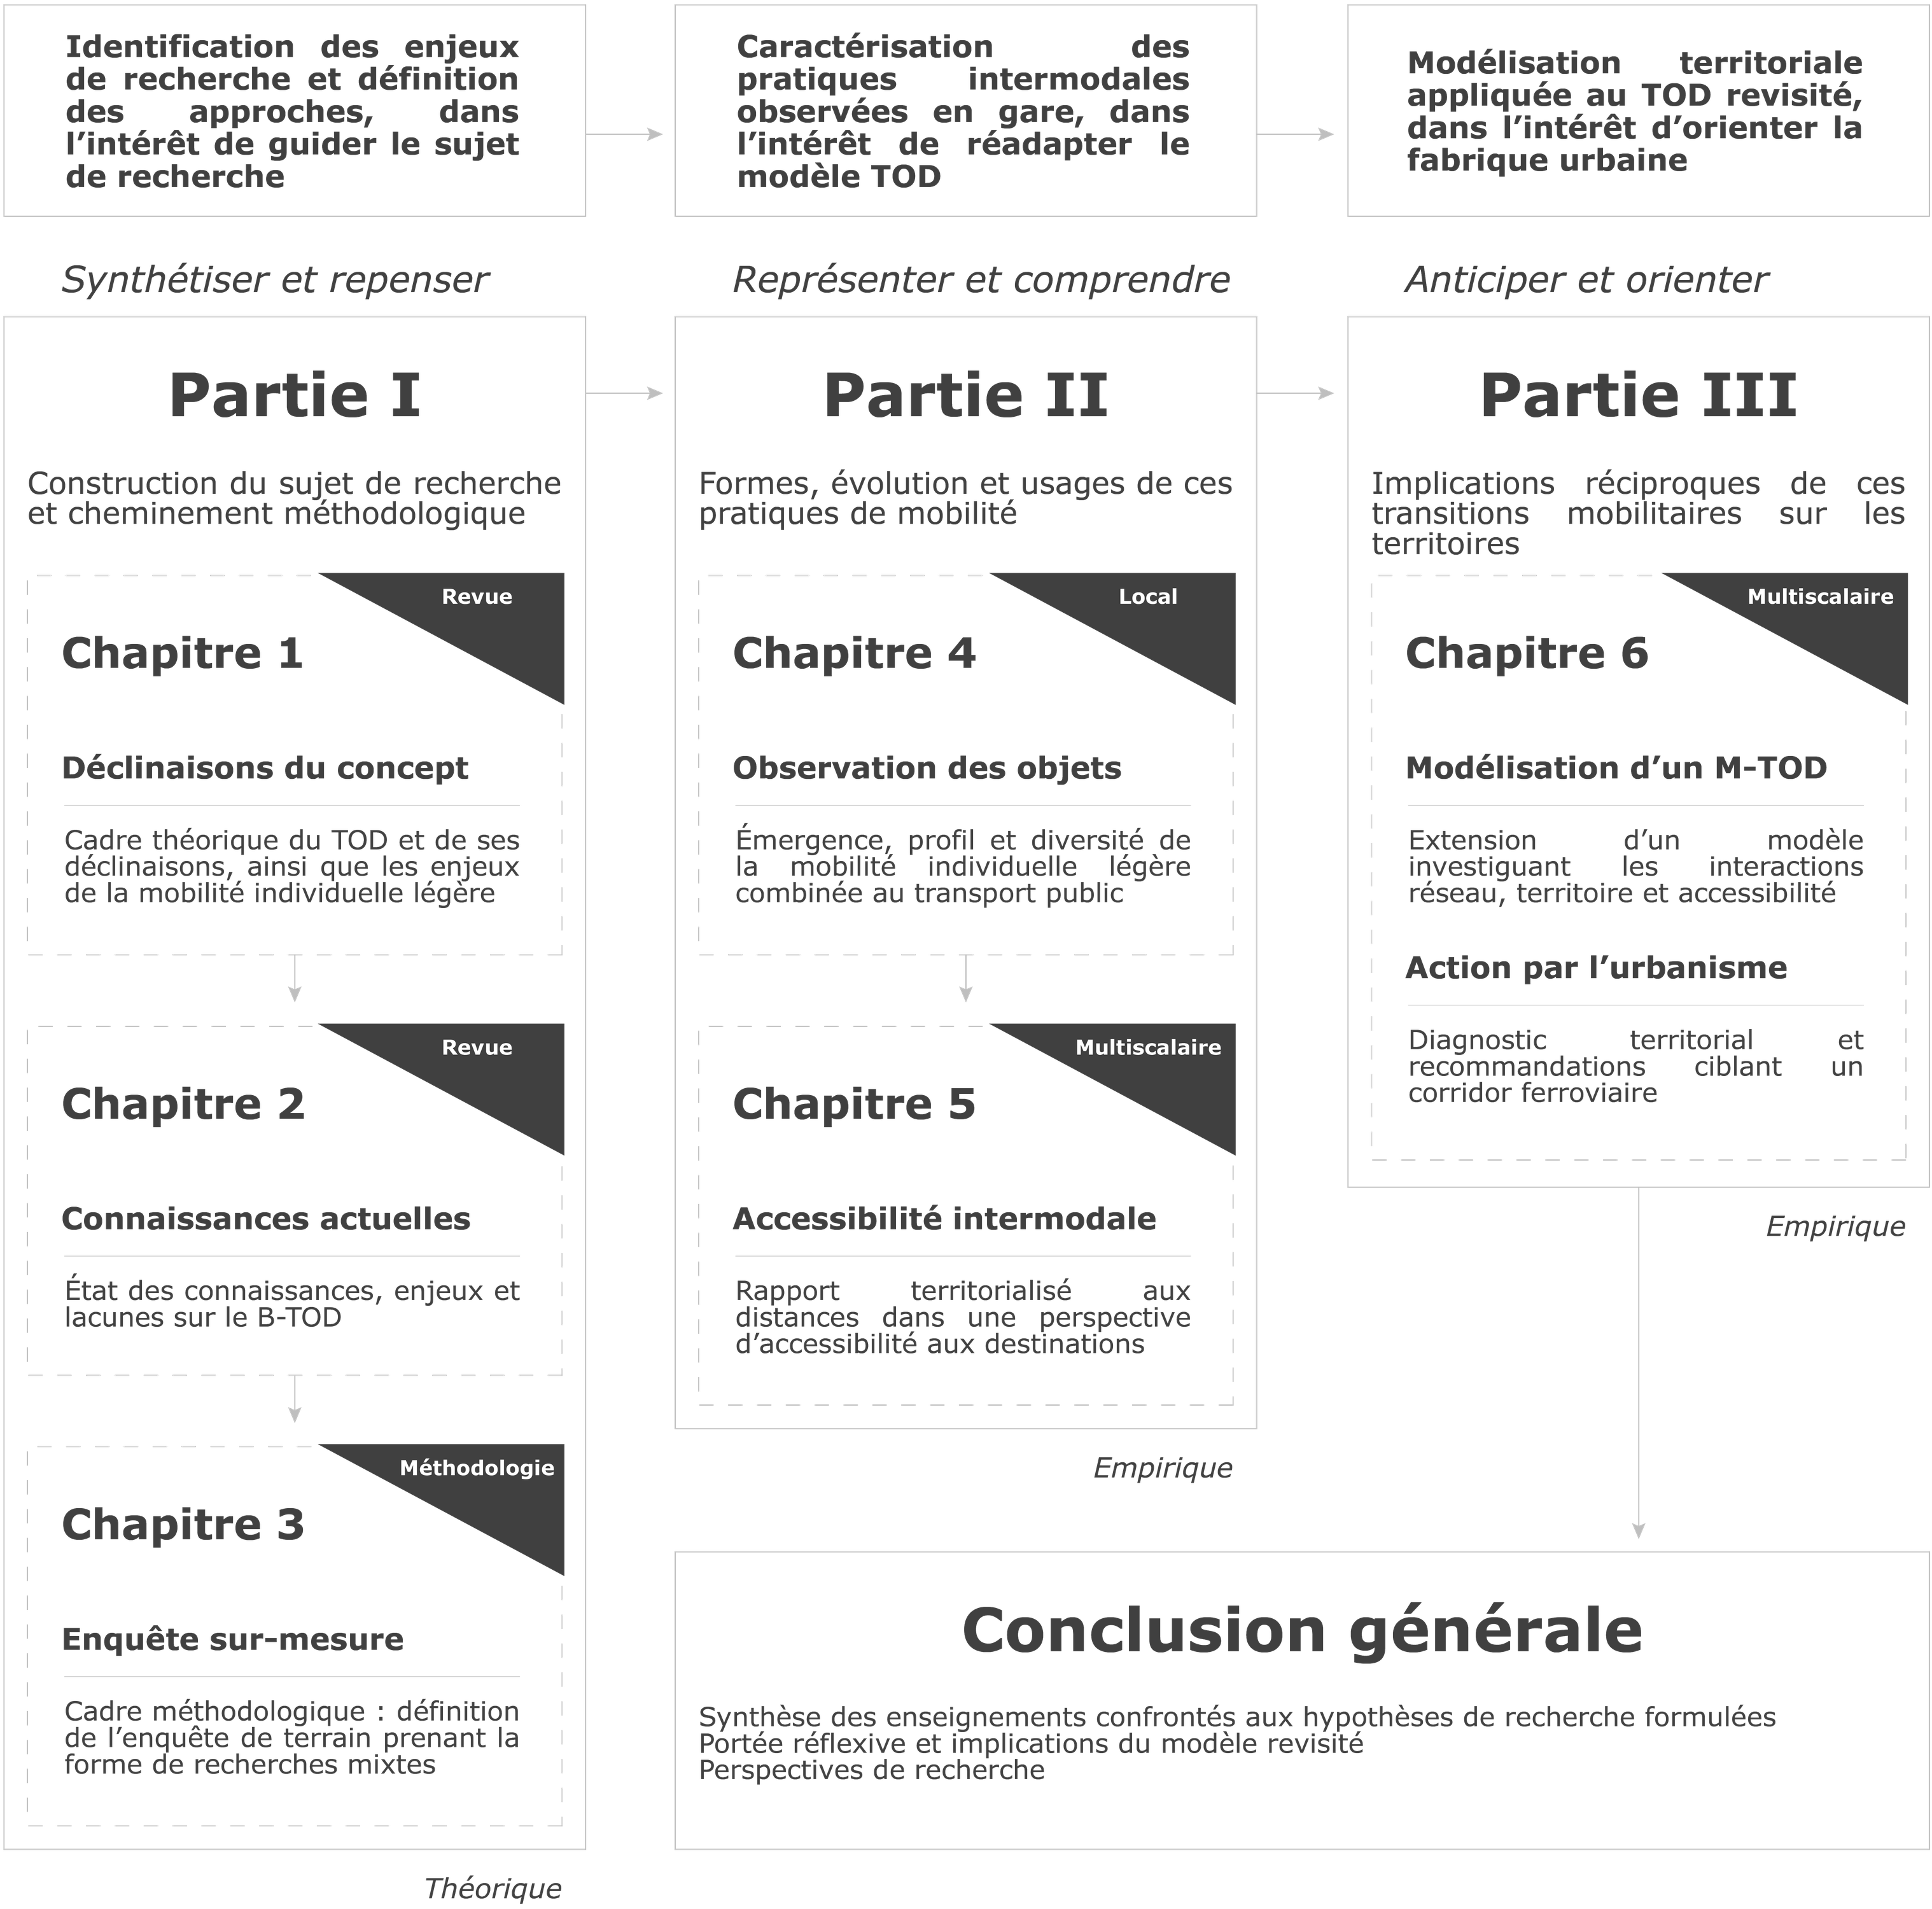 Identification des enjeux
de recherche et définition
des approches, dans
l’intérêt de guider le sujet
de recherche
Caractérisation des
pratiques intermodales
observées en gare, dans
l’intérêt de réadapter le
modèle TOD
Modélisation territoriale
appliquée au TOD revisité,
dans l’intérêt d’orienter la
fabrique urbaine
Synthétiser et repenser
Représenter et comprendre
Anticiper et orienter
Partie I
Construction du sujet de recherche
et cheminement méthodologique
Revue
Chapitre 1
Déclinaisons du concept
Cadre théorique du TOD et de ses
déclinaisons, ainsi que les enjeux
de la mobilité individuelle légère
Revue
Chapitre 2
Connaissances actuelles
État des connaissances, enjeux et
lacunes sur le B-TOD
Méthodologie
Chapitre 3
Enquête sur-mesure
Cadre méthodologique : définition
de l’enquête de terrain prenant la
forme de recherches mixtes
Théorique
Partie II
Formes, évolution et usages de ces
pratiques de mobilité
Local
Chapitre 4
Observation des objets
Émergence, profil et diversité de
la mobilité individuelle légère
combinée au transport public
Multiscalaire
Chapitre 5
Accessibilité intermodale
Rapport territorialisé aux
distances dans une perspective
d’accessibilité aux destinations
Empirique
Partie III
Implications réciproques de ces
transitions mobilitaires sur les
territoires
Multiscalaire
Chapitre 6
Modélisation d’un M-TOD
Extension d’un modèle
investiguant les interactions
réseau, territoire et accessibilité
Action par l’urbanisme
Diagnostic territorial et
recommandations ciblant un
corridor ferroviaire
Empirique
Conclusion générale
Synthèse des enseignements confrontés aux hypothèses de recherche formulées
Portée réflexive et implications du modèle revisité
Perspectives de recherche